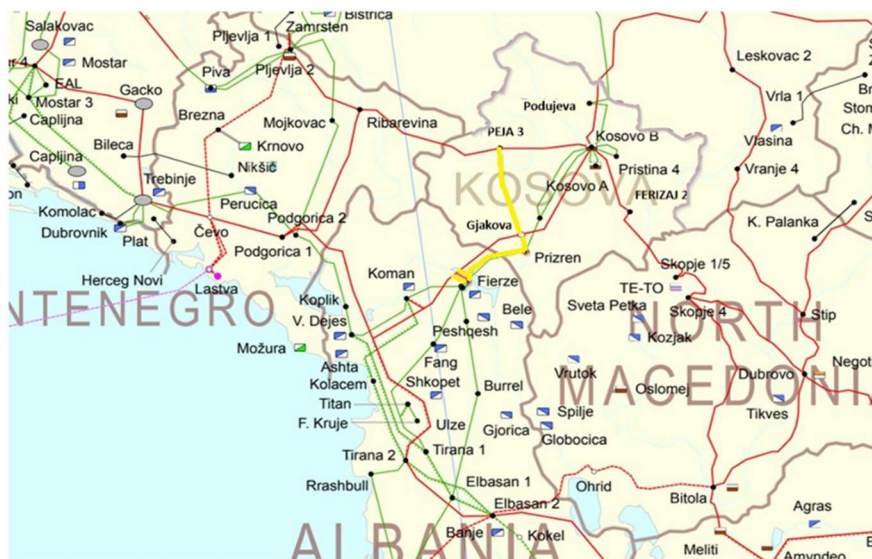 Salakovac
Bistrica
Zamrsten
Pljevlja 1
Mostar
Pljevlja 2
Leskovac 2
EAL
Piva
Gacko
Mostar 3
Podujeva
Vrla 1
Brezna
Caplijna
Mojkovac
Ribarevina
PEJA 3
Kosovo B
Vlasina
Bileca
Krnovo
Pristina 4
Vranje 4
Capljina
Nikšić
KOSOVA
Trebinje
Kosovo A
FERIZAJ 2
Perucica
Komolac
Podgorica 2
Gjakova
K. Palanka
Dubrovnik
Plat
Čevo
Podgorica 1
Prizren
Skopje 1/5
Herceg Novi
Koman
Fierze
TE-TO
Lastva
NTENEGRO
Koplik
Bele
Sveta Petka
Skopje 4
NORTH
V. Dejes
Peshqesh
Stip
Možura
Kozjak
Ashta
Fang
Vrutok
Dubrovo
Negot
Kolacem
Shkopet
MACEDONI
Burrel
Oslomej
Titan
Tikves
F. Kruje
Ulze
Gjorica
Spilje
Globocica
Tirana 2
Tirana 1
Rrashbull
Elbasan 1
Ohrid
Bitola
Elbasan 2
Agras
ALBANIA
Banje
Kokel
Meliti
Amyndeo